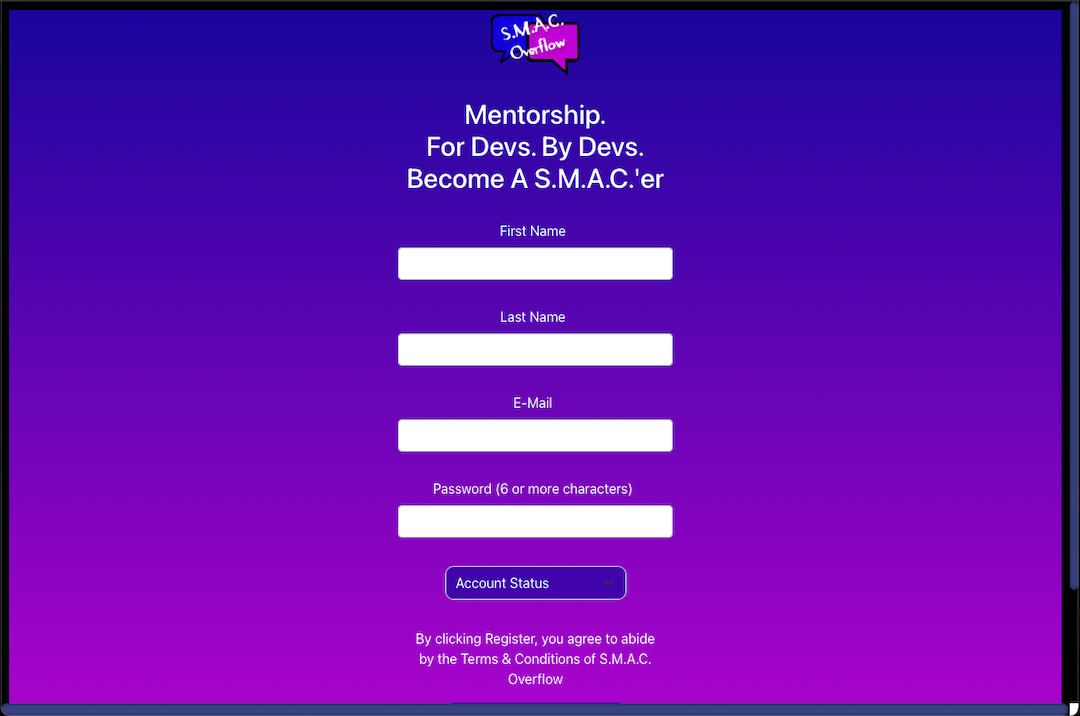 S.M.A.C.
Overflow
Mentorship.
For Devs. By Devs.
Become A S.M.A.C.'er
First Name
Last Name
E-Mail
Password (6 or more characters)
Account Status
By clicking Register, you agree to abide
by the Terms & Conditions of S.M.A.C.
Overflow